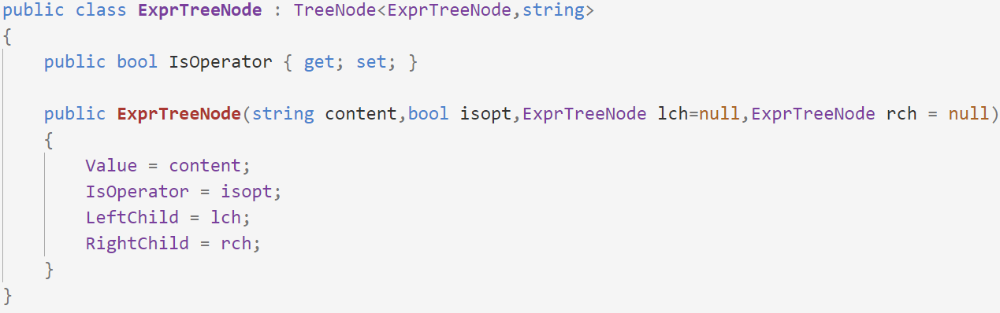 public class ExprTreeNode : TreeNode<ExprTreeNode,string>
{
    public bool IsOperator { get; set; }
    public ExprTreeNode(string content,bool isopt,ExprTreeNode lch=null,ExprTreeNode rch = null)
    {
        Value = content;
        IsOperator = isopt;
        LeftChild = lch;
        RightChild = rch;
    }
}